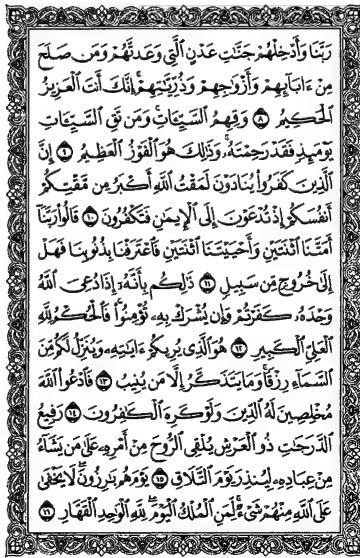 رَبَّنَا وَأَدْخِلْهُمْ جَنَّٰتِ عَدْنٍ ٱلَّتِى وَعَدتَّهُمْ وَمَن صَلَحَ
مِنْ ءَابَآئِهِمْ وَأَزْوَٰجِهِمْ وَذُرِّيَّٰتِهِمْ ۚ إِنَّكَ أَنتَ ٱلْعَزِيزُ
ٱلْحَكِيمُ ٨ وَقِهِمُ ٱلسَّيِّـَٔاتِ ۚ وَمَن تَقِ ٱلسَّيِّـَٔاتِ
يَوْمَئِذٍ فَقَدْ رَحِمْتَهُۥ ۚ وَذَٰلِكَ هُوَ ٱلْفَوْزُ ٱلْعَظِيمُ ٩ إِنَّ
ٱلَّذِينَ كَفَرُوا۟ يُنَادَوْنَ لَمَقْتُ ٱللَّهِ أَكْبَرُ مِن مَّقْتِكُمْ
أَنفُسَكُمْ إِذْ تُدْعَوْنَ إِلَى ٱلْإِيمَٰنِ فَتَكْفُرُونَ ١٠ قَالُوا۟ رَبَّنَآ
أَمَتَّنَا ٱثْنَتَيْنِ وَأَحْيَيْتَنَا ٱثْنَتَيْنِ فَٱعْتَرَفْنَا بِذُنُوبِنَا فَهَلْ
إِلَىٰ خُرُوجٍ مِّن سَبِيلٍ ١١ ذَٰلِكُم بِأَنَّهُۥٓ إِذَا دُعِىَ ٱللَّهُ
وَحْدَهُۥ كَفَرْتُمْ ۖ وَإِن يُشْرَكْ بِهِۦ تُؤْمِنُوا۟ ۚ فَٱلْحُكْمُ لِلَّهِ
ٱلْعَلِىِّ ٱلْكَبِيرِ ١٢ هُوَ ٱلَّذِى يُرِيكُمْ ءَايَٰتِهِۦ وَيُنَزِّلُ لَكُم مِّنَ
ٱلسَّمَآءِ رِزْقًا ۚ وَمَا يَتَذَكَّرُ إِلَّا مَن يُنِيبُ ١٣ فَٱدْعُوا۟ ٱللَّهَ
مُخْلِصِينَ لَهُ ٱلدِّينَ وَلَوْ كَرِهَ ٱلْكَٰفِرُونَ ١٤ رَفِيعُ
ٱلدَّرَجَٰتِ ذُو ٱلْعَرْشِ يُلْقِى ٱلرُّوحَ مِنْ أَمْرِهِۦ عَلَىٰ مَن يَشَآءُ
مِنْ عِبَادِهِۦ لِيُنذِرَ يَوْمَ ٱلتَّلَاقِ ١٥ يَوْمَ هُم بَٰرِزُونَ ۖ لَا يَخْفَىٰ
عَلَى ٱللَّهِ مِنْهُمْ شَىْءٌ ۚ لِّمَنِ ٱلْمُلْكُ ٱلْيَوْمَ ۖ لِلَّهِ ٱلْوَٰحِدِ ٱلْقَهَّارِ ١٦